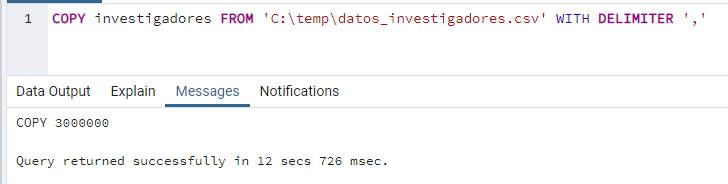 1 COPY investigadores FROM 'C:\temp\datos_investigadores.csv' WITH DELIMITER ','
Data Output Explain Messages Notifications
COPY 3000000
Query returned successfully in 12 secs 726 msec.